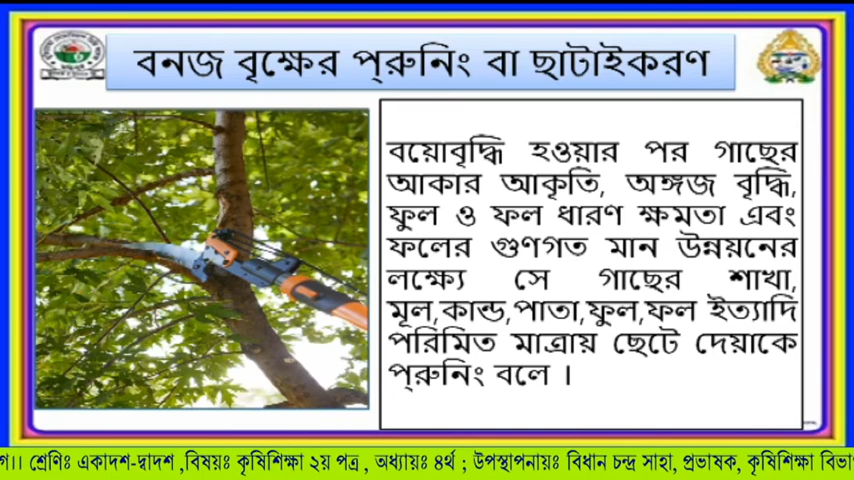 বনজ বৃক্ষের প্রুনিং বা ছাটাইকরণ
বয়োবৃদ্ধি হওয়ার পর গাছের
আকার আকৃতি, অঙ্গজ বৃদ্ধি,
ফুল ও ফল ধারণ ক্ষমতা এবং
ফলের গুণগত মান উন্নয়নের
লক্ষ্যে সে গাছের শাখা,
মূল,কান্ড,পাতা,ফুল,ফল ইত্যাদি
পরিমিত মাত্রায় ছেটে দেয়াকে
প্রুনিং বলে ।
গ।। শ্রেণিঃ একাদশ-দ্বাদশ ,বিষয়ঃ কৃষিশিক্ষা ২য় পত্র , অধ্যায়ঃ ৪র্থ ; উপস্থাপনায়ঃ বিধান চন্দ্র সাহা, প্রভাষক, কৃষিশিক্ষা বিভা